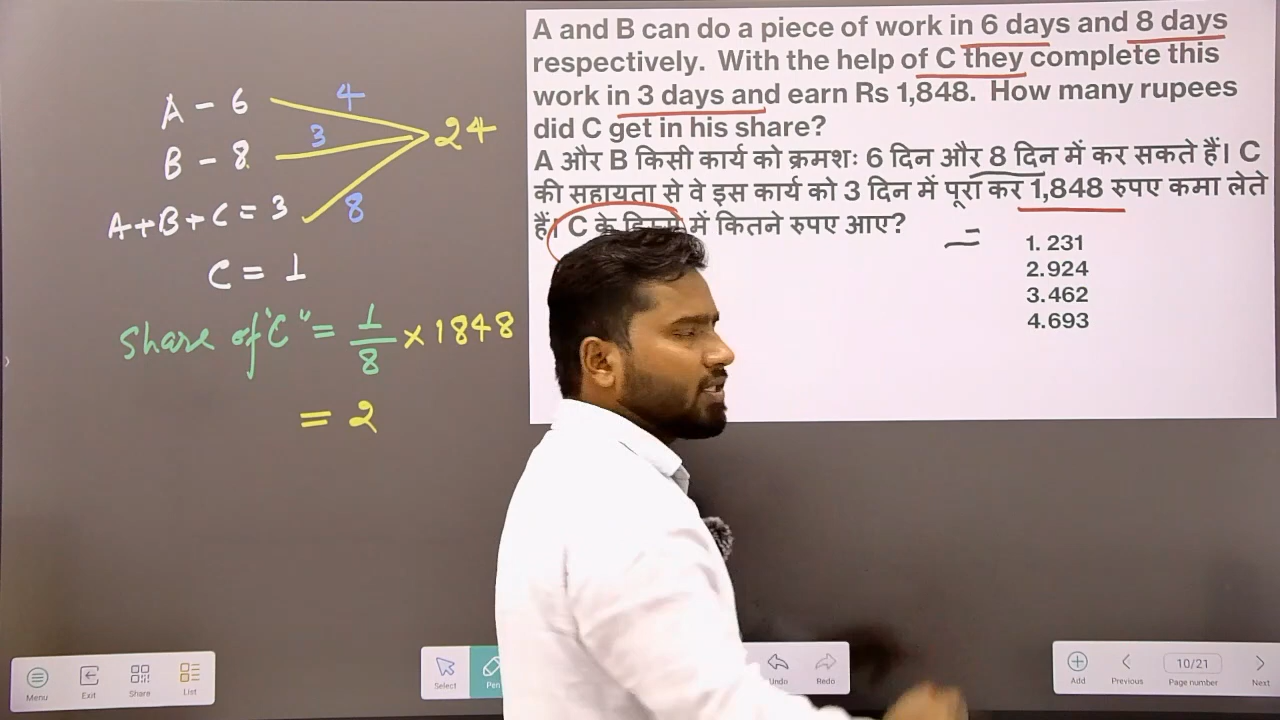 A - 6
4
B - 8
3
24
A+B+C = 3
8
C = 1
Share of "C" = 1/8 × 1848
= 2
A and B can do a piece of work in 6 days and 8 days
respectively. With the help of C they complete this
work in 3 days and earn Rs 1,848. How many rupees
did C get in his share?
A और B किसी कार्य को क्रमशः 6 दिन और 8 दिन में कर सकते हैं। C
की सहायता से वे इस कार्य को 3 दिन में पूरा कर 1,848 रुपए कमा लेते
हैं। C के में कितने रुपए आए?
1. 231
2.924
3.462
4.693
Menu
Exit
Share
List
Select
Pen
Undo
Redo
Add
Previous
10/21
Page number
Next